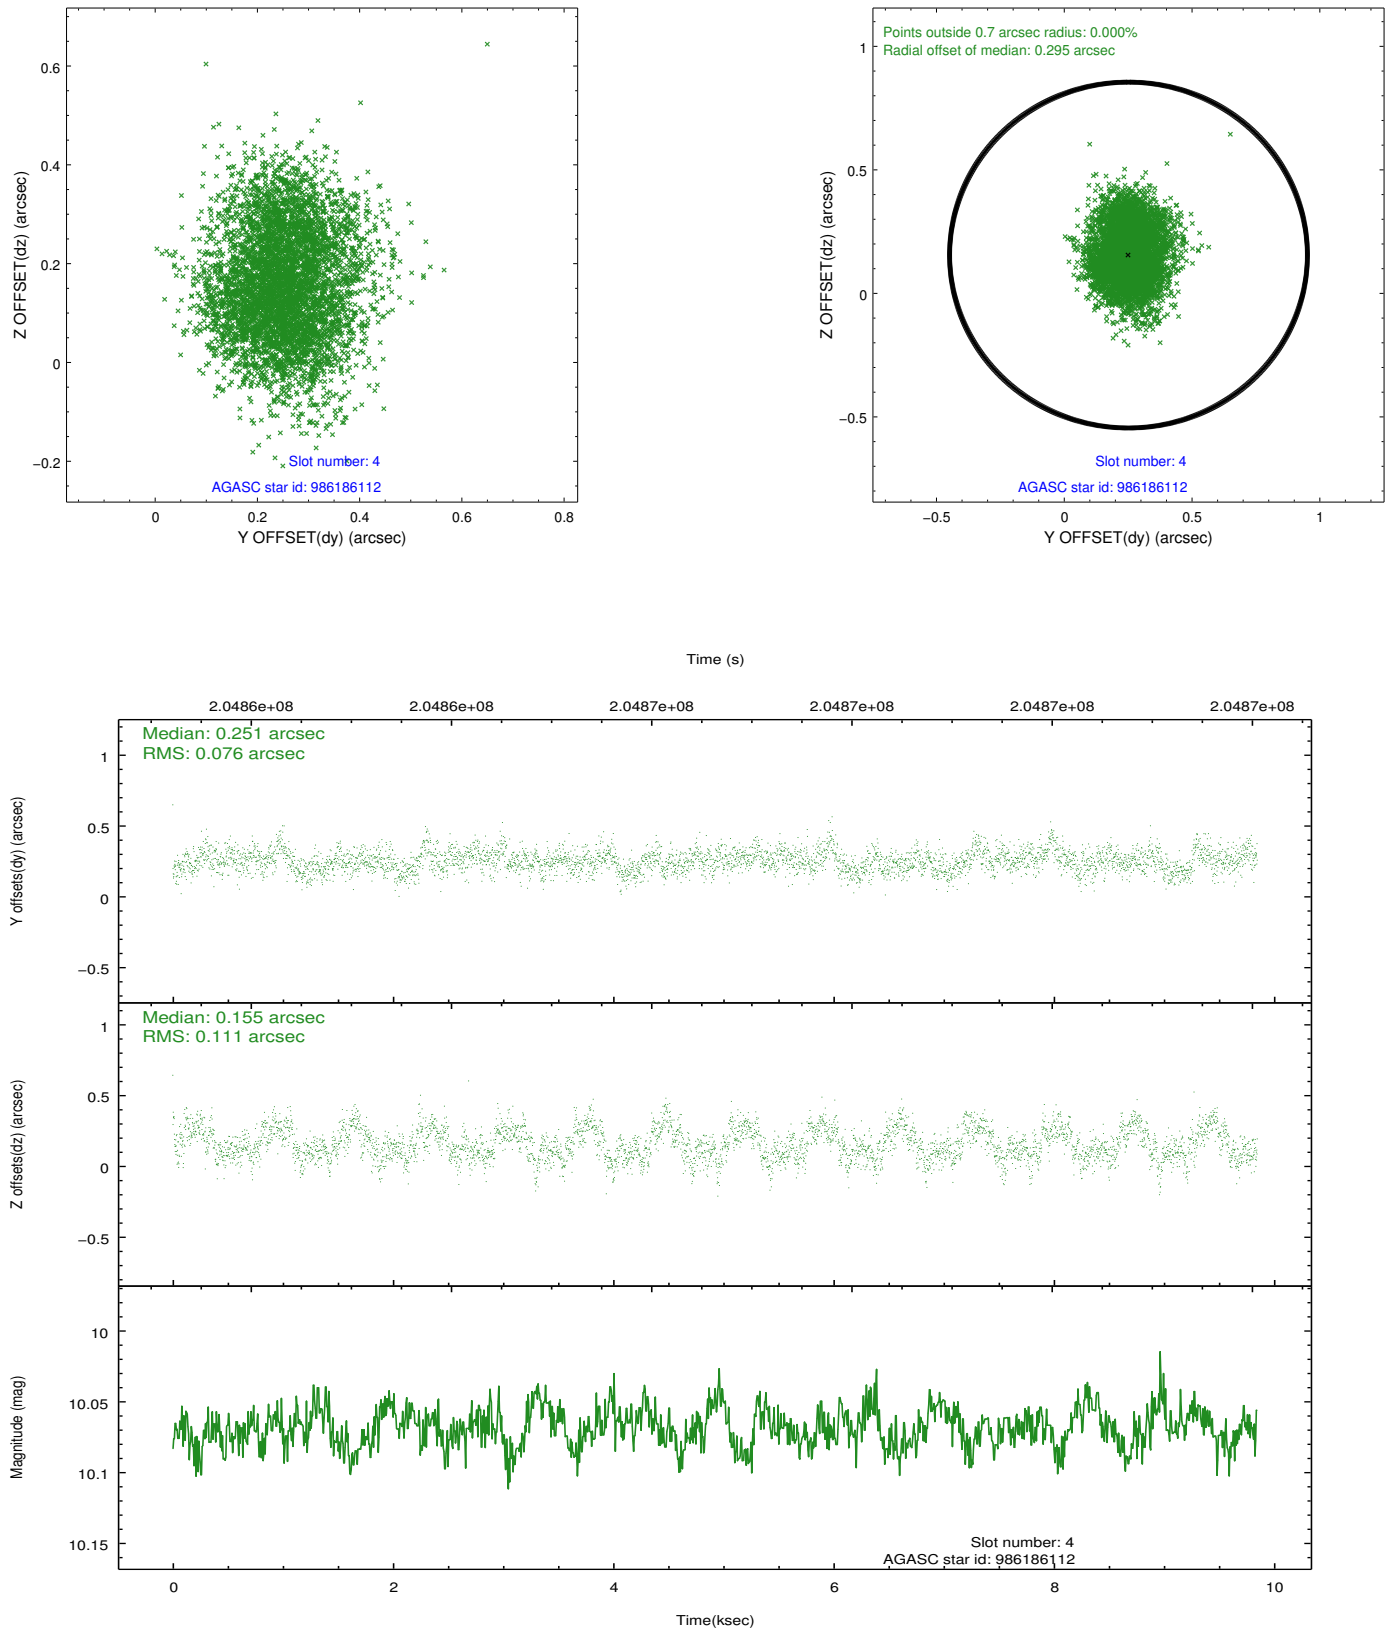 0.6
0.4
0.2
0
−0.2
Z OFFSET(dz) (arcsec)
Slot number: 4
AGASC star id: 986186112
0 0.2 0.4 0.6 0.8
Y OFFSET(dy) (arcsec)
Points outside 0.7 arcsec radius: 0.000%
Radial offset of median: 0.295 arcsec
1
0.5
0
−0.5
Z OFFSET(dz) (arcsec)
Slot number: 4
AGASC star id: 986186112
−0.5 0 0.5 1
Y OFFSET(dy) (arcsec)
Time (s)
2.0486e+08 2.0486e+08 2.0487e+08 2.0487e+08 2.0487e+08 2.0487e+08
Median: 0.251 arcsec
RMS: 0.076 arcsec
1
0.5
0
−0.5
Y offsets(dy) (arcsec)
Median: 0.155 arcsec
RMS: 0.111 arcsec
1
0.5
0
−0.5
Z offsets(dz) (arcsec)
10
10.05
10.1
10.15
Magnitude (mag)
Slot number: 4
AGASC star id: 986186112
0 2 4 6 8 10
Time(ksec)